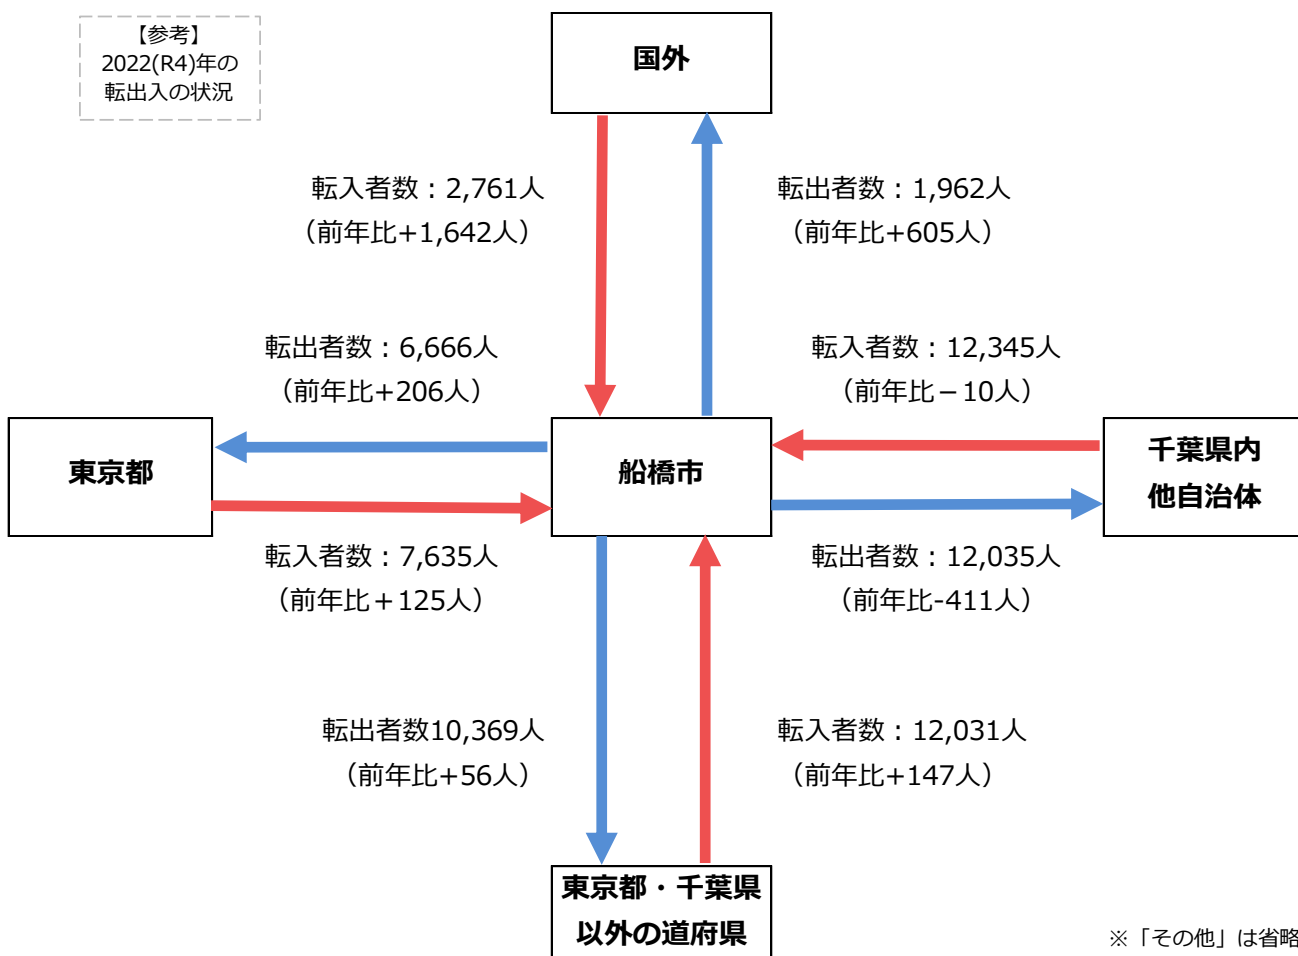 【参考】
2022(R4)年の
転出入の状況
国外
転入者数：2,761人
（前年比+1,642人）
転出者数：1,962人
（前年比+605人）
転出者数：6,666人
（前年比+206人）
転入者数：12,345人
（前年比－10人）
東京都
船橋市
千葉県内
他自治体
転入者数：7,635人
（前年比＋125人）
転出者数：12,035人
（前年比-411人）
転出者数10,369人
（前年比+56人）
転入者数：12,031人
（前年比+147人）
東京都・千葉県
以外の道府県
※「その他」は省略